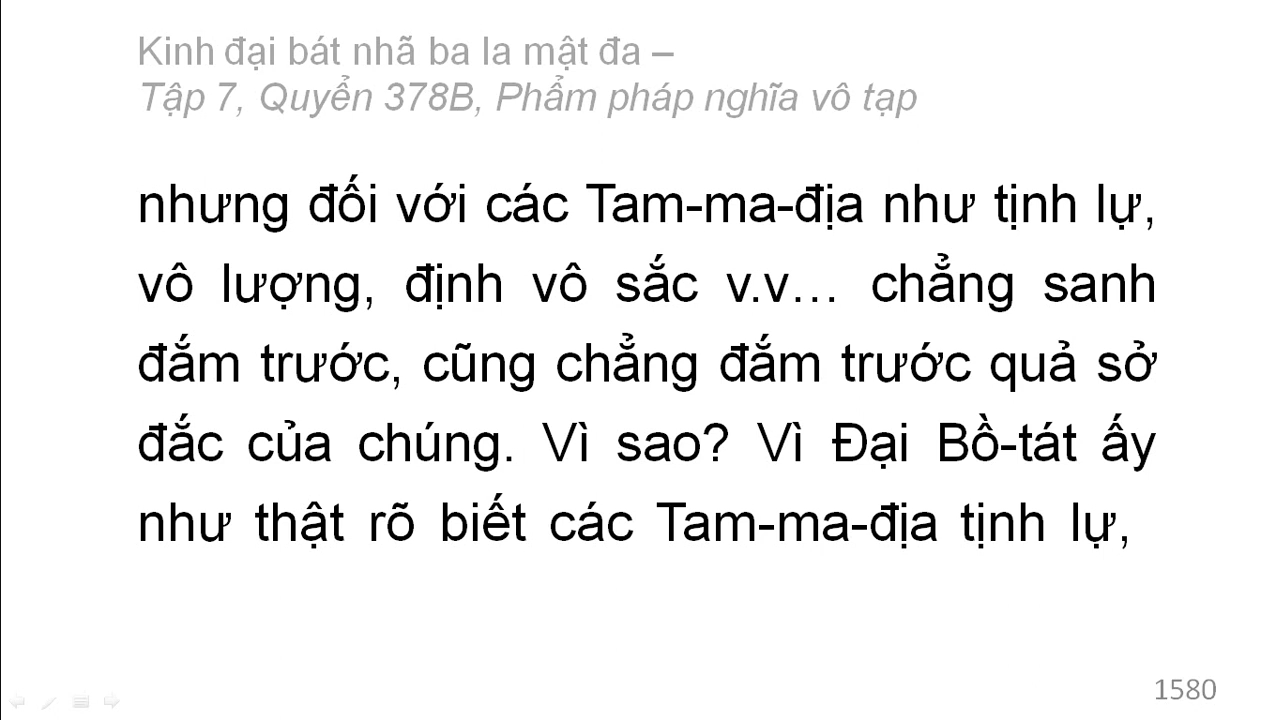 Kinh đại bát nhã ba la mật đa –
Tập 7, Quyển 378B, Phẩm pháp nghĩa vô tạp
nhưng đối với các Tam-ma-địa như tịnh lự,
vô lượng, định vô sắc v.v… chẳng sanh
đắm trước, cũng chẳng đắm trước quả sở
đắc của chúng. Vì sao? Vì Đại Bồ-tát ấy
như thật rõ biết các Tam-ma-địa tịnh lự,
1580